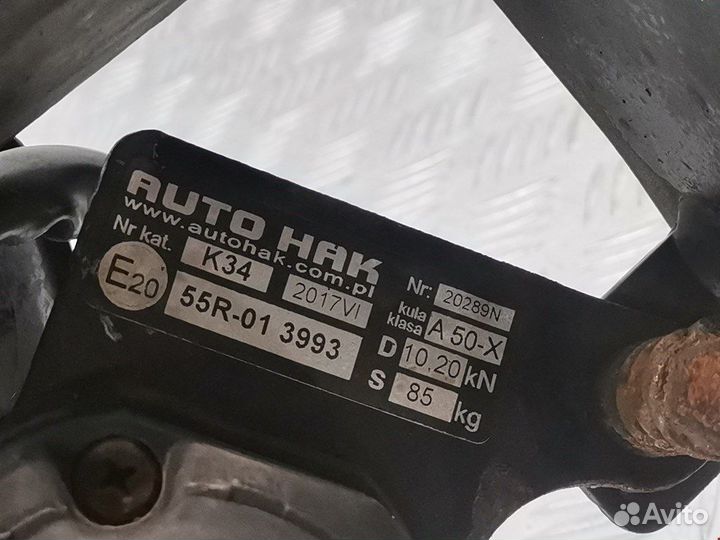 AUTO HAK
www.autohak.com.pl
Nr kat. K34 2017VI
E20 55R-01 3993
Nr: 20289N
kula klasa A 50-X
D 10,20 kN
S 85 kg
Avito